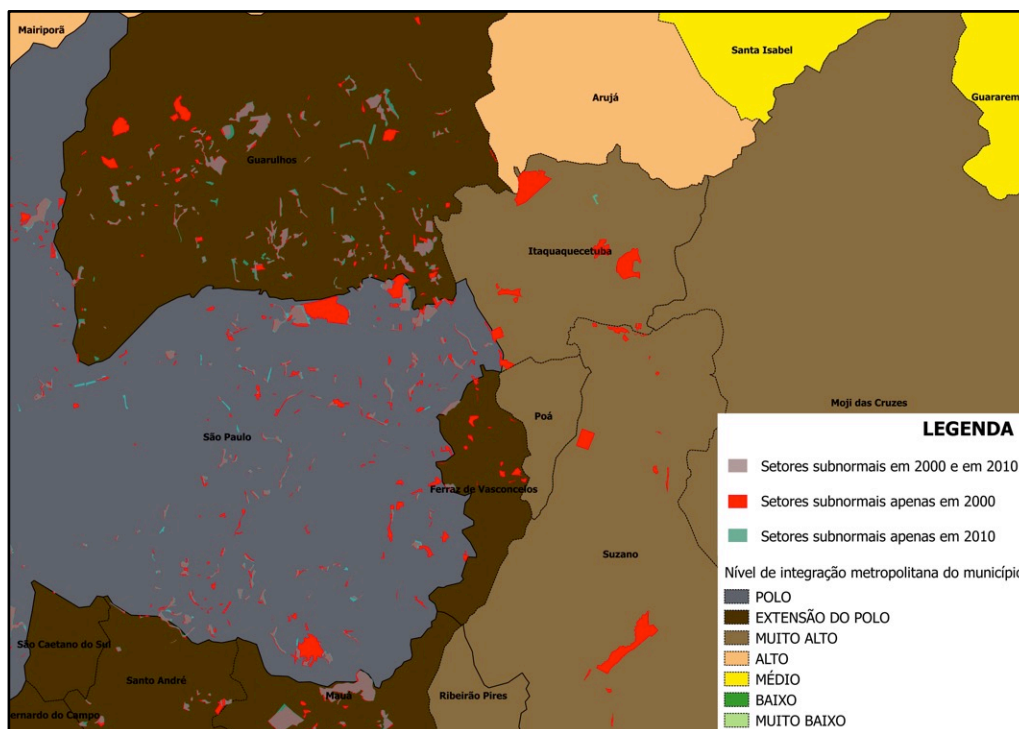 Mairiporã
Santa Isabel
Guararem
Arujá
Guarulhos
Itaquaquecetuba
Moji das Cruzes
Poá
São Paulo
Ferraz de Vasconcelos
Suzano
São Caetano do Sul
Santo André
Mauá
Ribeirão Pires
ernardo do Campo
LEGENDA
Setores subnormais em 2000 e em 2010
Setores subnormais apenas em 2000
Setores subnormais apenas em 2010
Nível de integração metropolitana do município
POLO
EXTENSÃO DO POLO
MUITO ALTO
ALTO
MÉDIO
BAIXO
MUITO BAIXO